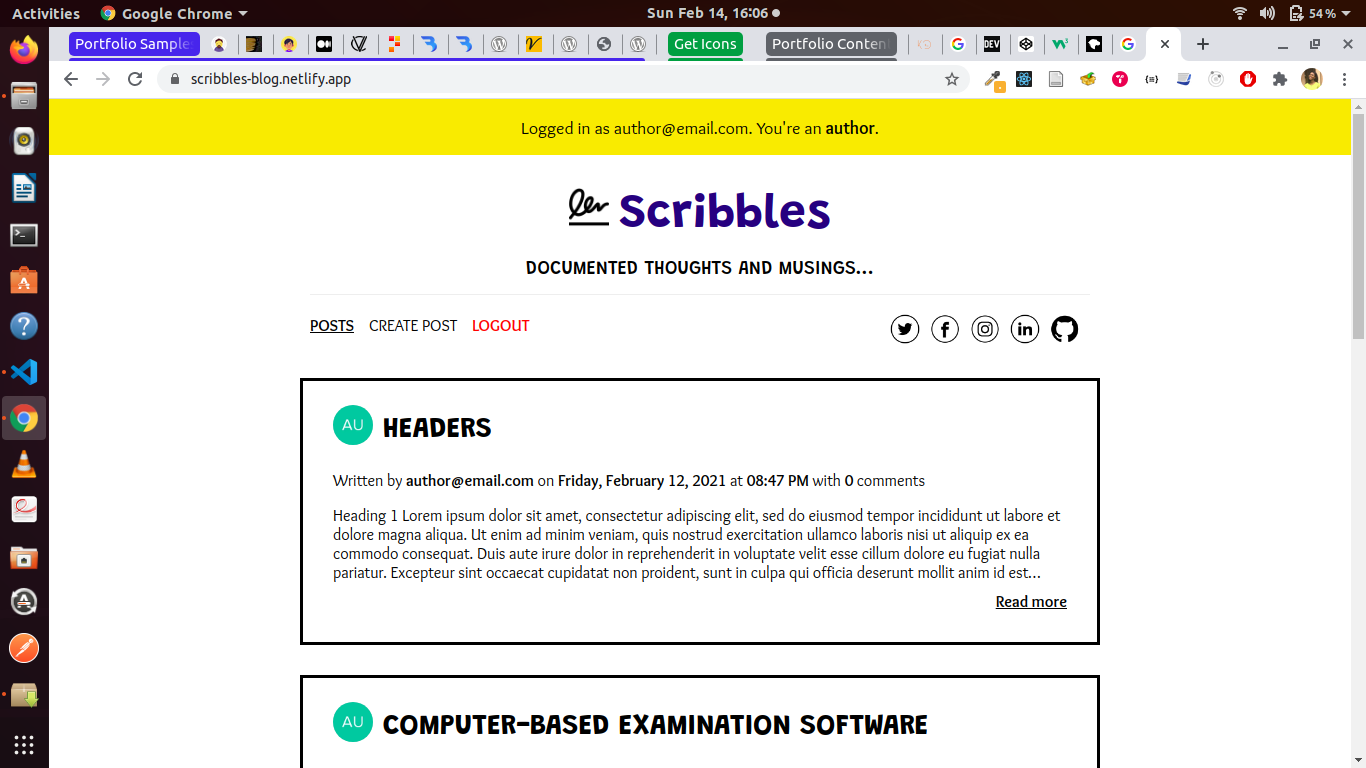 Activities Google Chrome Sun Feb 14, 16:06 54 %
Portfolio Sample Get Icons Portfolio Content
scribbles-blog.netlify.app
Logged in as author@email.com. You're an author.
Scribbles
DOCUMENTED THOUGHTS AND MUSINGS...
POSTS CREATE POST LOGOUT
AU HEADERS
Written by author@email.com on Friday, February 12, 2021 at 08:47 PM with 0 comments
Heading 1 Lorem ipsum dolor sit amet, consectetur adipiscing elit, sed do eiusmod tempor incididunt ut labore et
dolore magna aliqua. Ut enim ad minim veniam, quis nostrud exercitation ullamco laboris nisi ut aliquip ex ea
commodo consequat. Duis aute irure dolor in reprehenderit in voluptate velit esse cillum dolore eu fugiat nulla
pariatur. Excepteur sint occaecat cupidatat non proident, sunt in culpa qui officia deserunt mollit anim id est...
Read more
AU COMPUTER-BASED EXAMINATION SOFTWARE